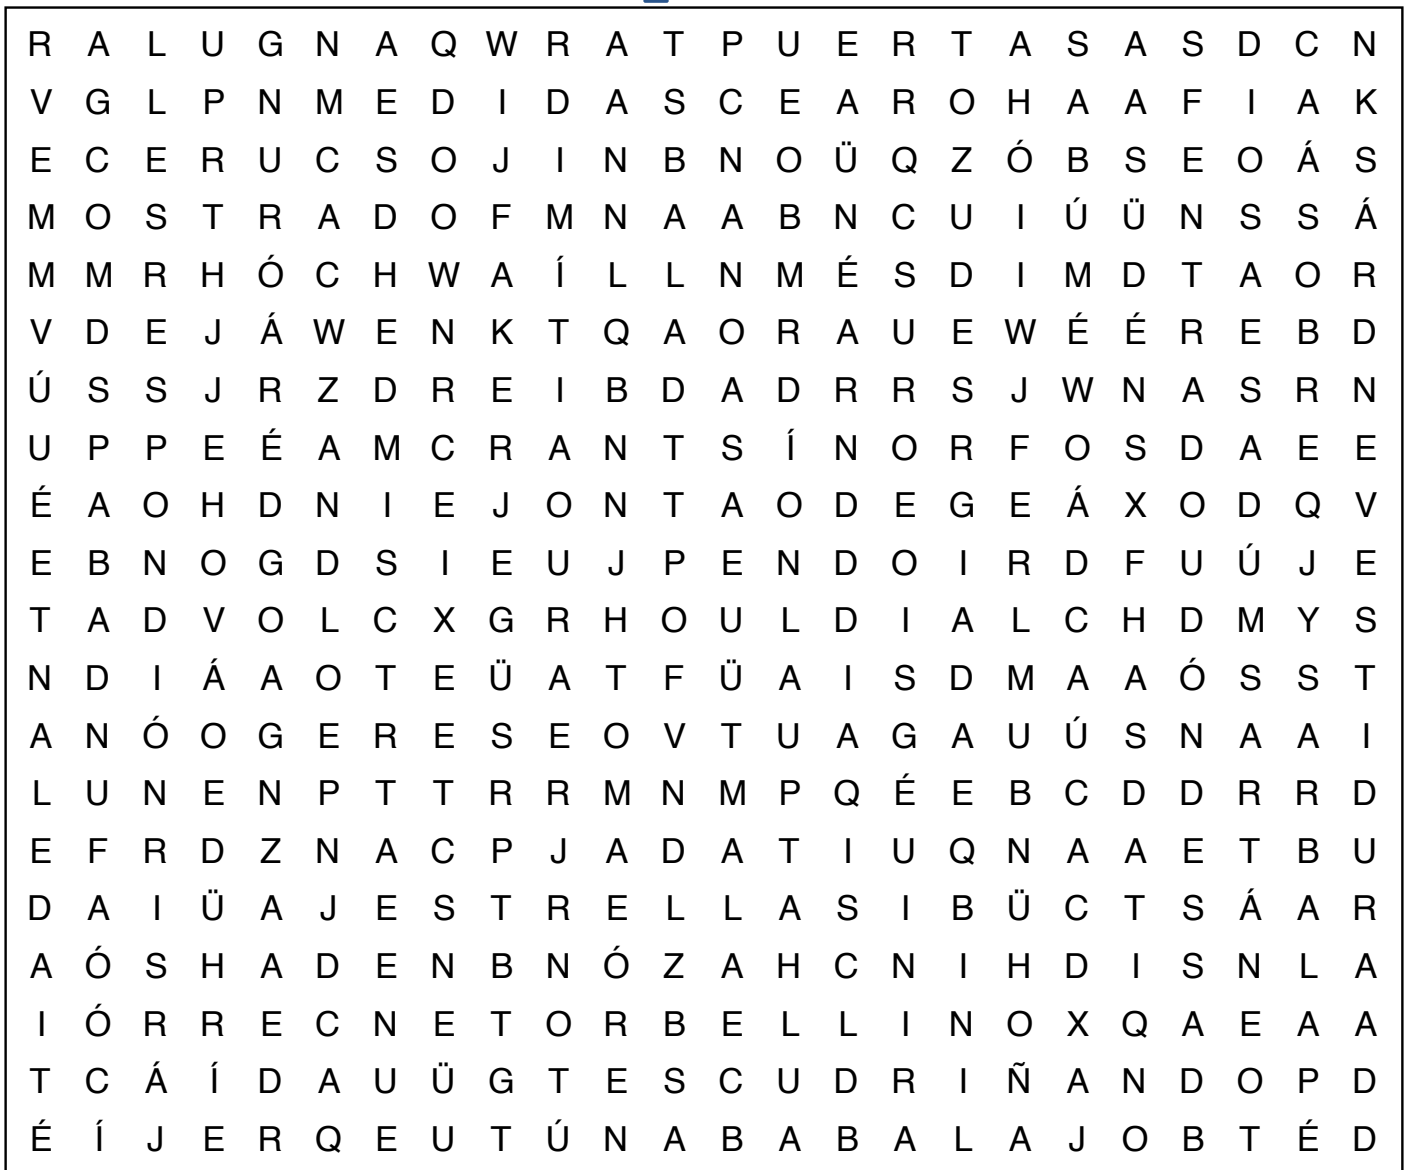 R A L U G N A Q W R A T P U E R T A S A S D C N
V G L P N M E D I D A S C E A R O H A A F I A K
E C E R U C S O J I N B N O Ü Q Z Ó B S E O Á S
M O S T R A D O F M N A A B N C U I Ú Ü N S S Á
M M R H Ó C H W A Í L L N M É S D I M D T A O R
V D E J Á W E N K T Q A O R A U E W É É R E B D
Ú S S J R Z D R E I B D A D R R S J W N A S R N
U P P E É A M C R A N T S Í N O R F O S D A E E
É A O H D N I E J O N T A O D E G E Á X O D Q V
E B N O G D S I E U J P E N D O I R D F U Ú J E
T A D V O L C X G R H O U L D I A L C H D M Y S
N D I Á A O T E Ü A T F Ü A I S D M A A Ó S S T
A N Ó O G E R E S E O V T U A G A U Ú S N A A I
L U N E N P T T R R M N M P Q É E B C D D R R D
E F R D Z N A C P J A D A T I U Q N A A E T B U
D A I Ü A J E S T R E L L A S I B Ü C T S Á A R
A Ó S H A D E N B N Ó Z A H C N I H D I S N L A
I Ó R R E C N E T O R B E L L I N O X Q A E A A
T C Á Í D A U Ü G T E S C U D R I Ñ A N D O P D
É Í J E R Q E U T Ú N A B A B A L A J O B T É D